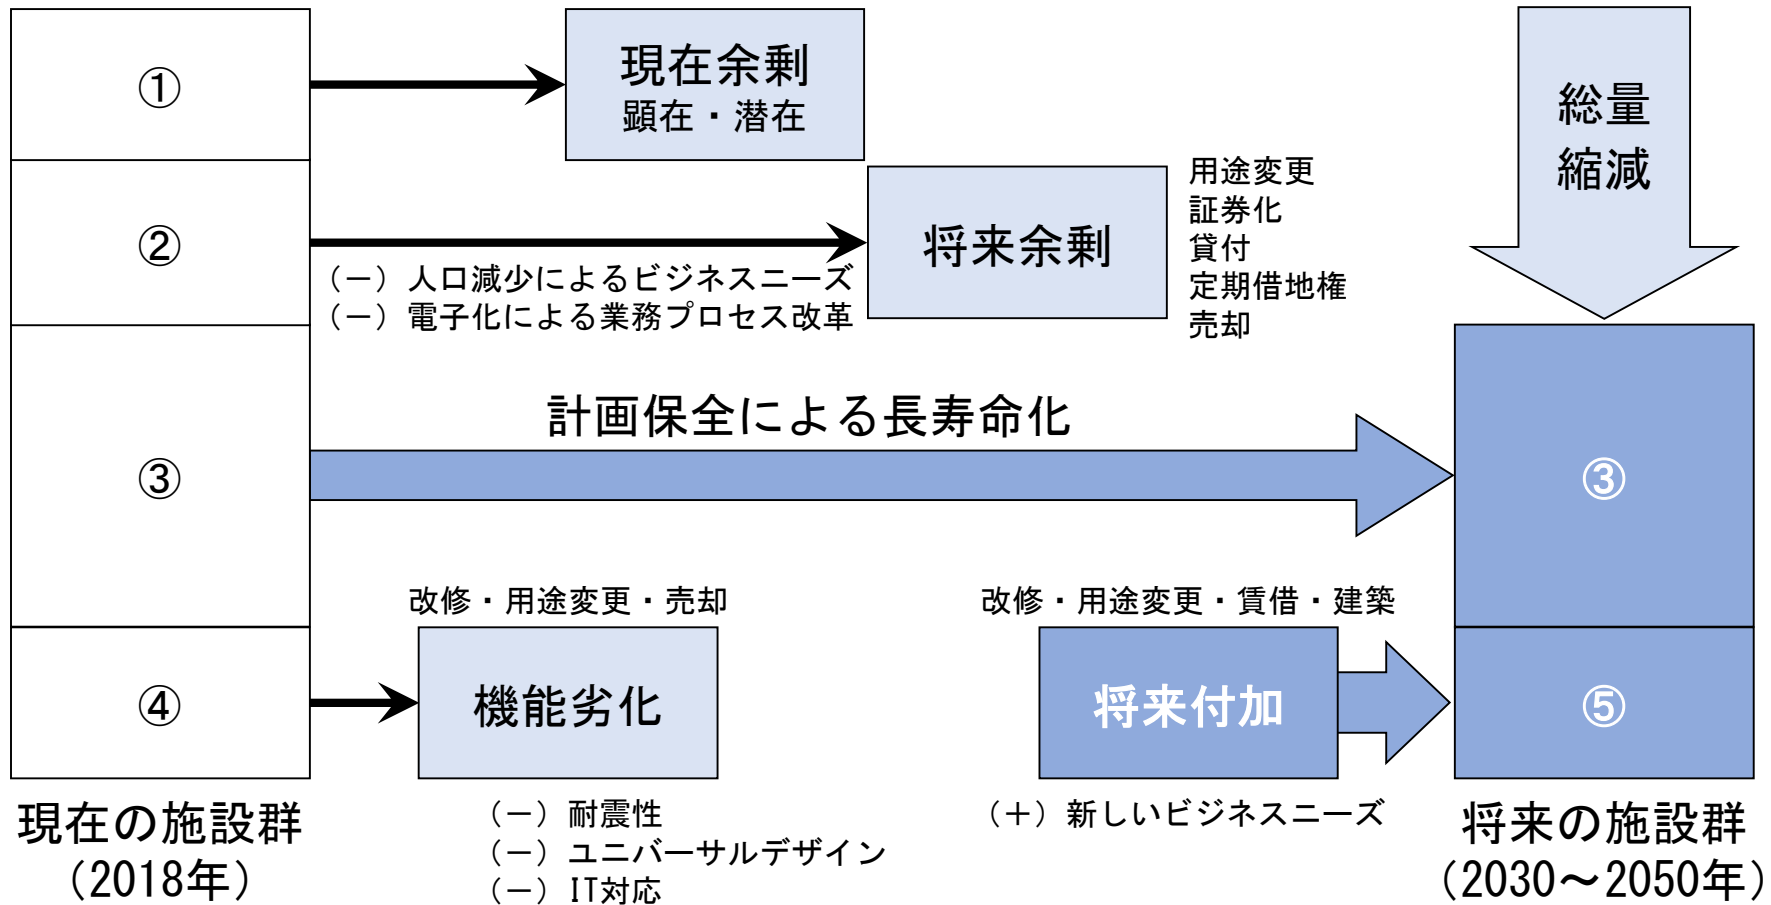 ①
現在余剰
顕在・潜在
総量
縮減
②
将来余剰
用途変更
証券化
貸付
定期借地権
売却
（－）人口減少によるビジネスニーズ
（－）電子化による業務プロセス改革
計画保全による長寿命化
③
③
改修・用途変更・売却
改修・用途変更・賃借・建築
④
機能劣化
将来付加
⑤
現在の施設群
（2018年）
（－）耐震性
（－）ユニバーサルデザイン
（－）IT対応
（＋）新しいビジネスニーズ
将来の施設群
（2030～2050年）